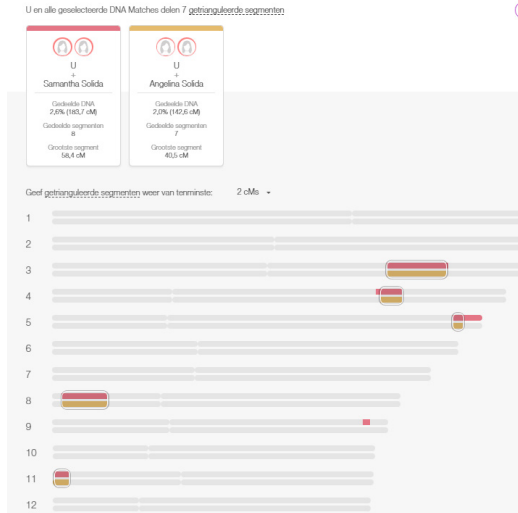 U en alle geselecteerde DNA Matches delen 7 getrianguleerde segmenten
U
+
Samantha Solida
Gedeelde DNA
2,6% (183,7 cM)
Gedeelde segmenten
8
Grootste segment
58,4 cM
U
+
Angelina Solida
Gedeelde DNA
2,0% (142,6 cM)
Gedeelde segmenten
7
Grootste segment
40,5 cM
Geef getrianguleerde segmenten weer van tenminste: 2 cMs
1
2
3
4
5
6
7
8
9
10
11
12